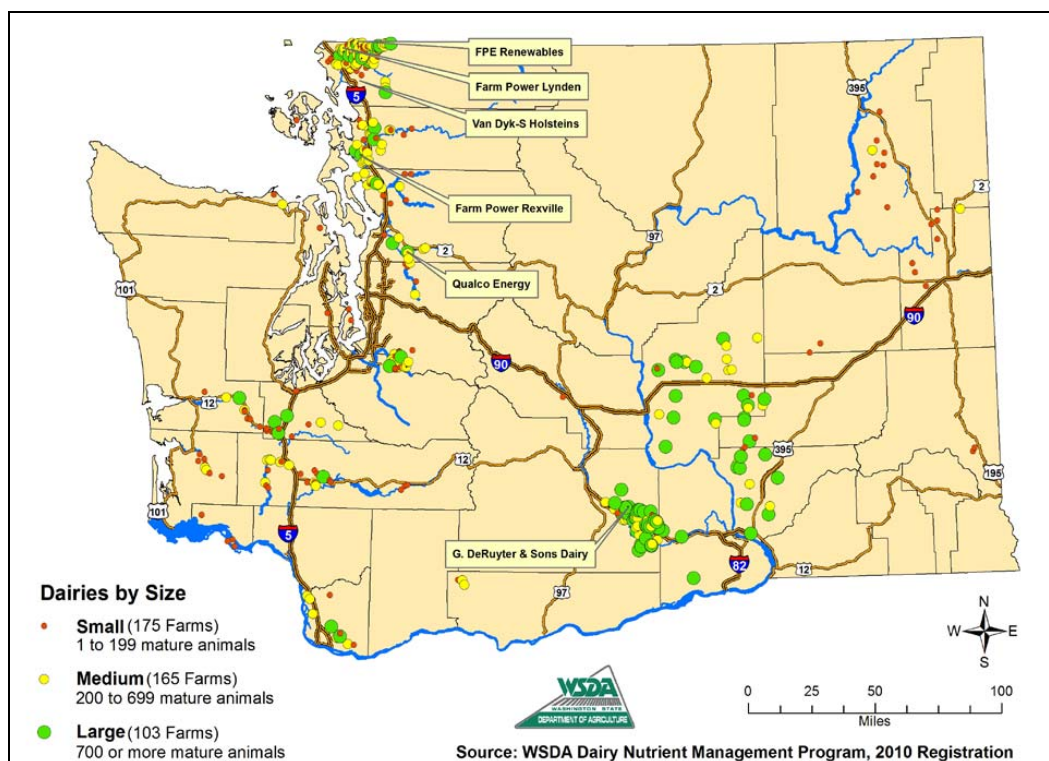 FPE Renewables
Farm Power Lynden
5
Van Dyk-S Holsteins
395
Farm Power Rexville
2
97
2
Qualco Energy
101
2
90
90
12
395
12
195
101
G. DeRuyter & Sons Dairy
5
82
12
97
Dairies by Size
Small (175 Farms)
1 to 199 mature animals
Medium (165 Farms)
200 to 699 mature animals
Large (103 Farms)
700 or more mature animals
N
W E
S
WSDA
WASHINGTON STATE
DEPARTMENT OF AGRICULTURE
0 25 50 100
Miles
Source: WSDA Dairy Nutrient Management Program, 2010 Registration